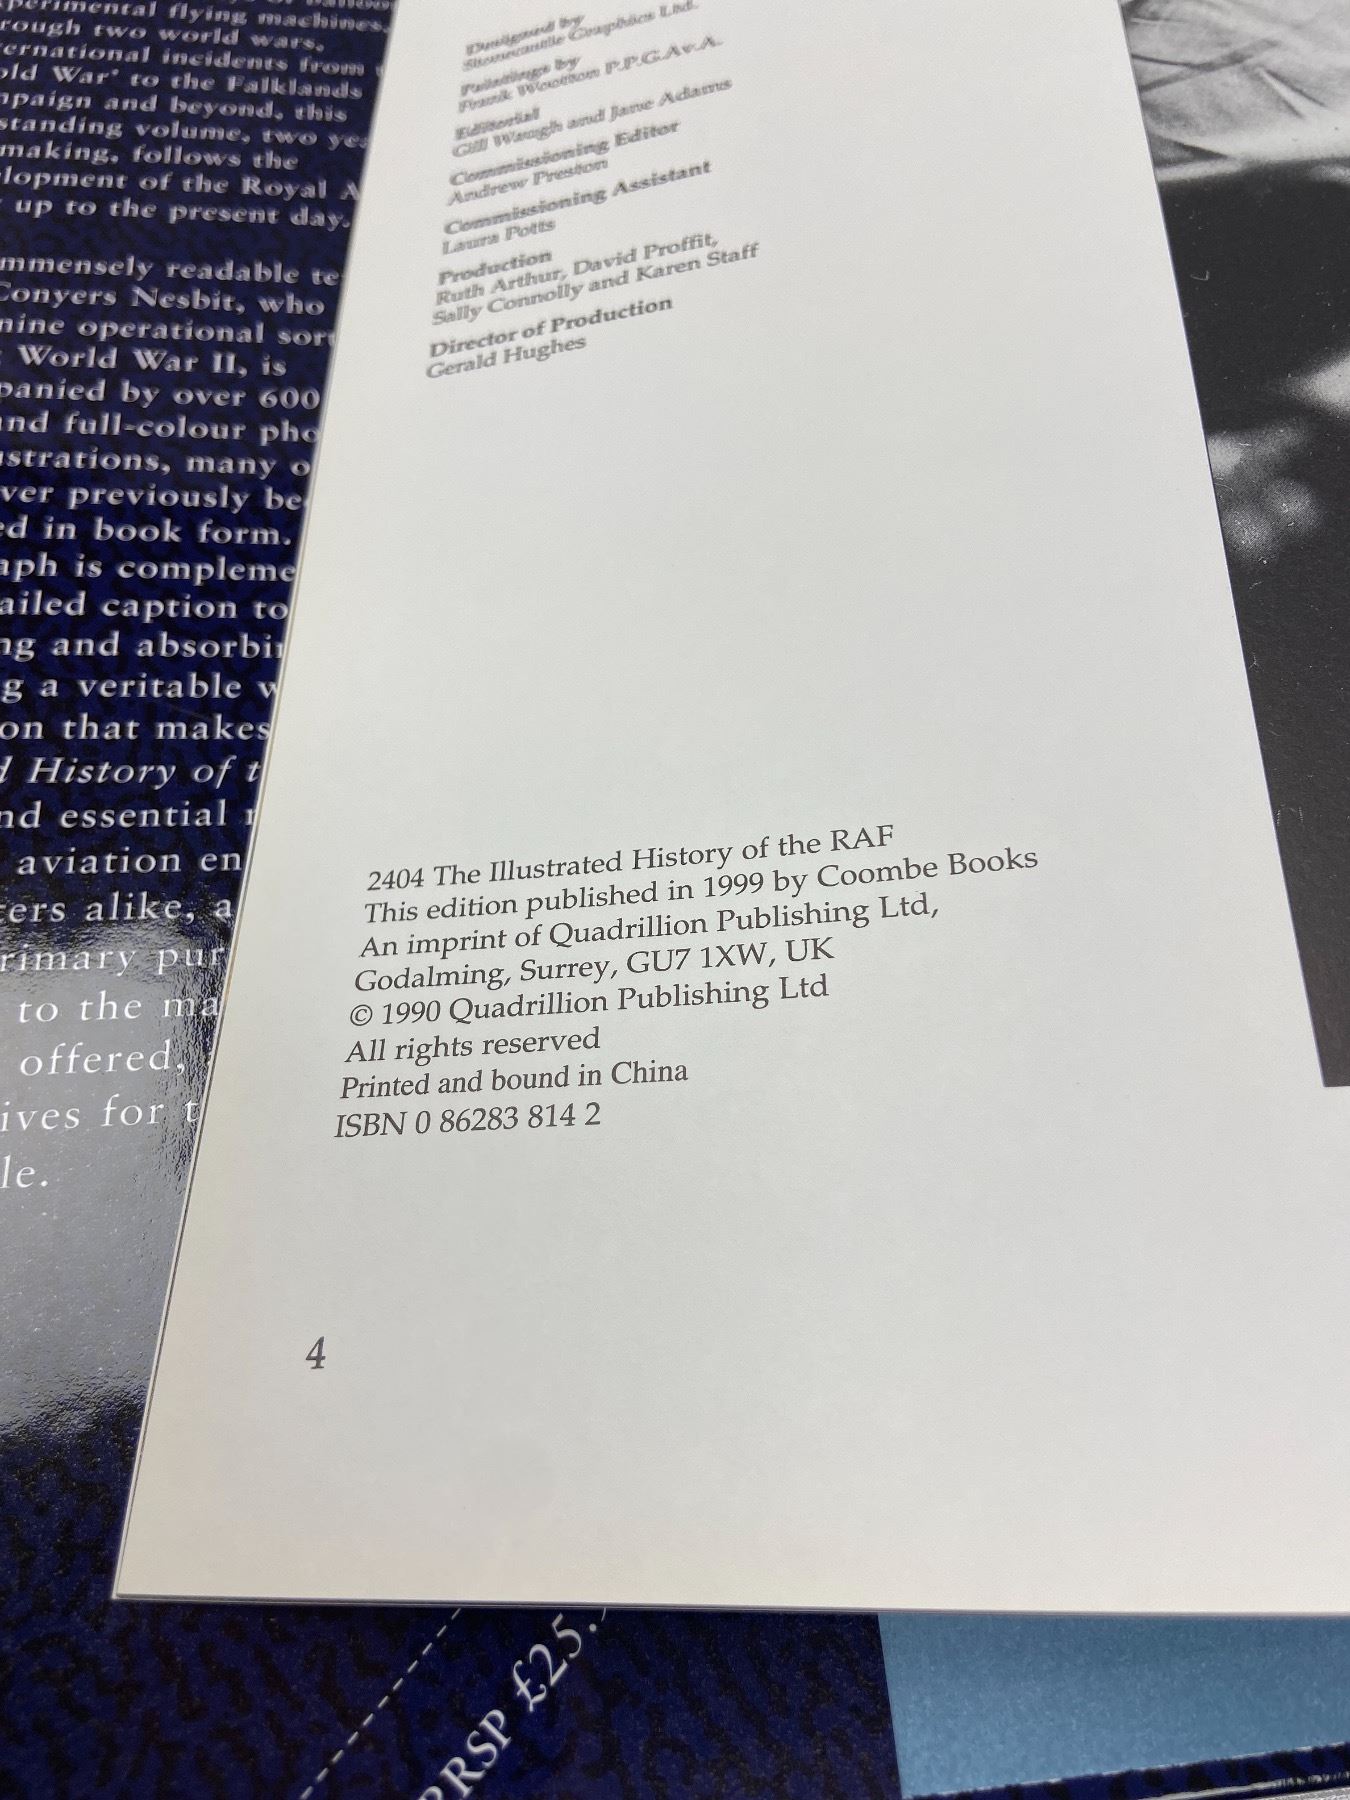 perimental flying machines,
rough two world wars.
ernational incidents from
old War' to the Falklands
mpaign and beyond, this
standing volume, two ye
making, follows the
lopment of the Royal A
up to the present day.
mmensely readable te
Conyers Nesbit, who
nine operational sor
World War II, is
panied by over 600
and full-colour pho
ustrations, many o
ver previously be
ed in book form.
aph is compleme
ailed caption to
ng and absorbi
g a veritable w
on that makes
d History of t
nd essential r
aviation en
ers alike, a
rimary pur
to the ma
offered,
ives for t
le.
RRSP £25.
Designed by
Stonecastle Graphics Ltd.
Paintings by
Frank Wootton P.P.G.Av.A.
Editorial
Gill Waugh and Jane Adams
Commissioning Editor
Andrew Preston
Commissioning Assistant
Laura Potts
Production
Ruth Arthur, David Proffit,
Sally Connolly and Karen Staff
Director of Production
Gerald Hughes
2404 The Illustrated History of the RAF
This edition published in 1999 by Coombe Books
An imprint of Quadrillion Publishing Ltd,
Godalming, Surrey, GU7 1XW, UK
© 1990 Quadrillion Publishing Ltd
All rights reserved
Printed and bound in China
ISBN 0 86283 814 2
4